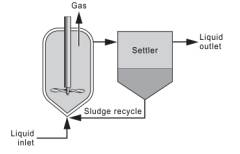 Gas
Settler
Liquid
outlet
Sludge recycle
Liquid
inlet